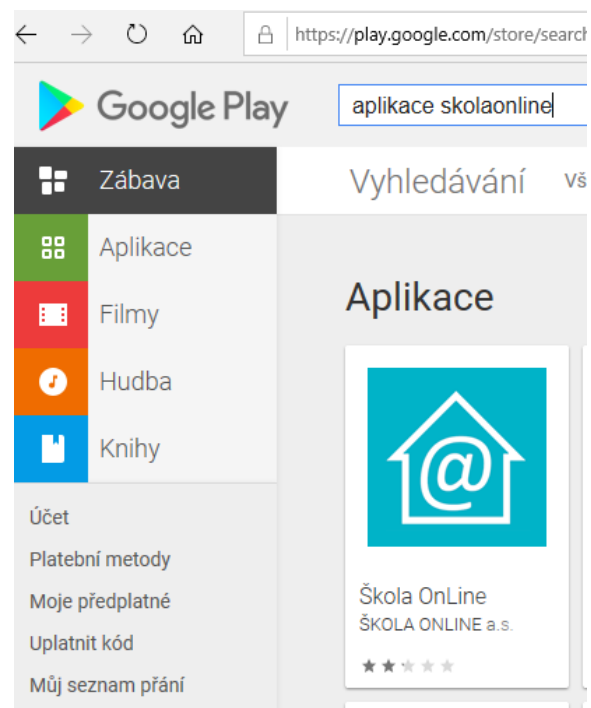 https://play.google.com/store/search
Google Play
aplikace skolaonline
Zábava
Vyhledávání
Aplikace
Filmy
Hudba
Knihy
Účet
Platební metody
Moje předplatné
Uplatnit kód
Můj seznam přání
Aplikace
@
Škola OnLine
ŠKOLA ONLINE a.s.